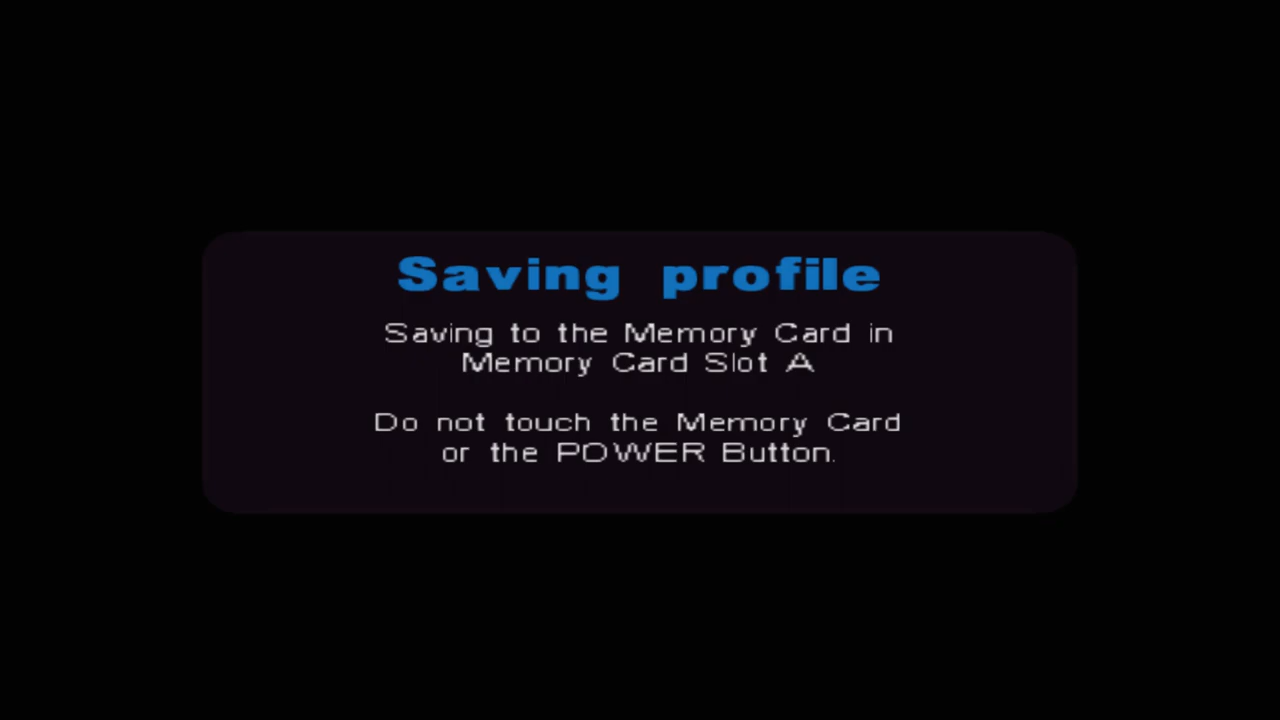 Saving profile
Saving to the Memory Card in
Memory Card Slot A
Do not touch the Memory Card
or the POWER Button.